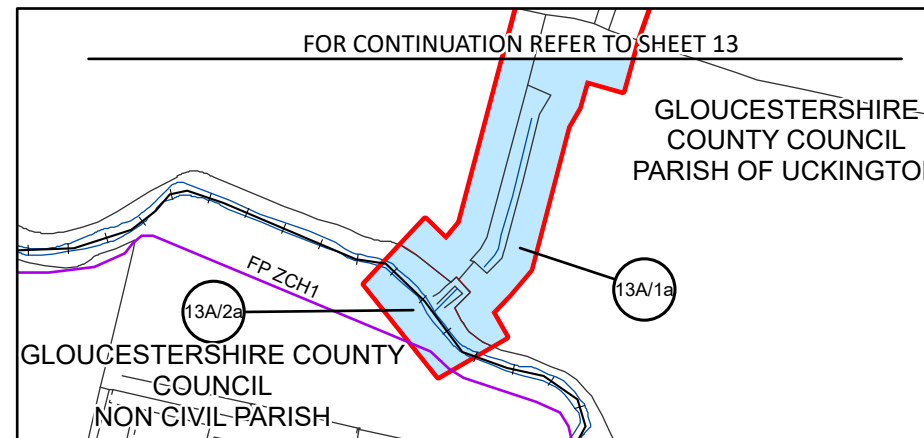 FOR CONTINUATION REFER TO SHEET 13
GLOUCESTERSHIRE
COUNTY COUNCIL
PARISH OF UCKINGTON
FP ZCH1
13A/1a
13A/2a
GLOUCESTERSHIRE COUNTY
COUNCIL
NON CIVIL PARISH